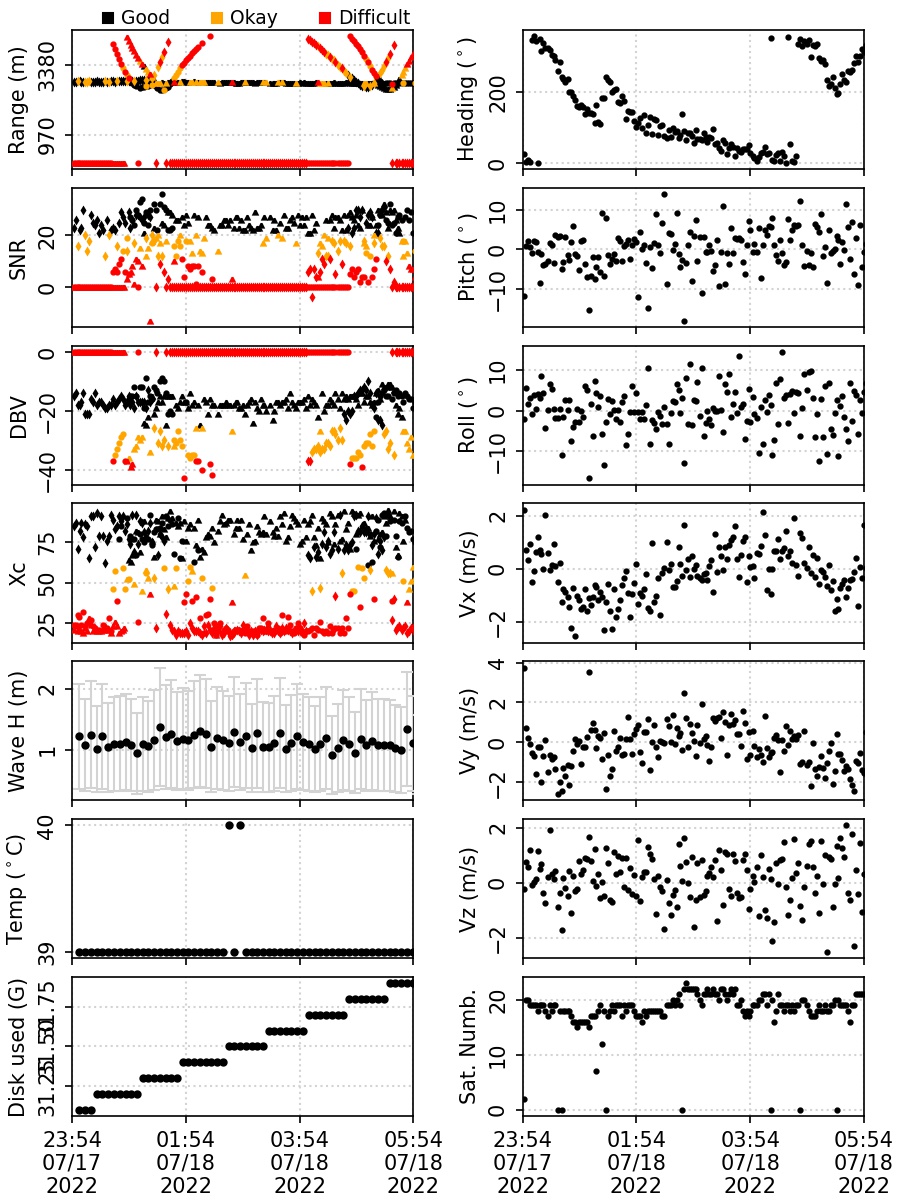 Good Okay Difficult
Range (m)
3380
970
Heading (°)
200
0
SNR
20
0
Pitch (°)
10
0
−10
DBV
0
−20
−40
Roll (°)
10
0
−10
Xc
75
50
25
Vx (m/s)
2
0
−2
Wave H (m)
2
1
Vy (m/s)
4
2
0
−2
Temp (°C)
40
39
Vz (m/s)
2
0
−2
Disk used (G)
31.75
31.50
31.25
Sat. Numb.
20
10
0
23:54 01:54 03:54 05:54 23:54 01:54 03:54 05:54
07/17 07/18 07/18 07/18 07/17 07/18 07/18 07/18
2022 2022 2022 2022 2022 2022 2022 2022